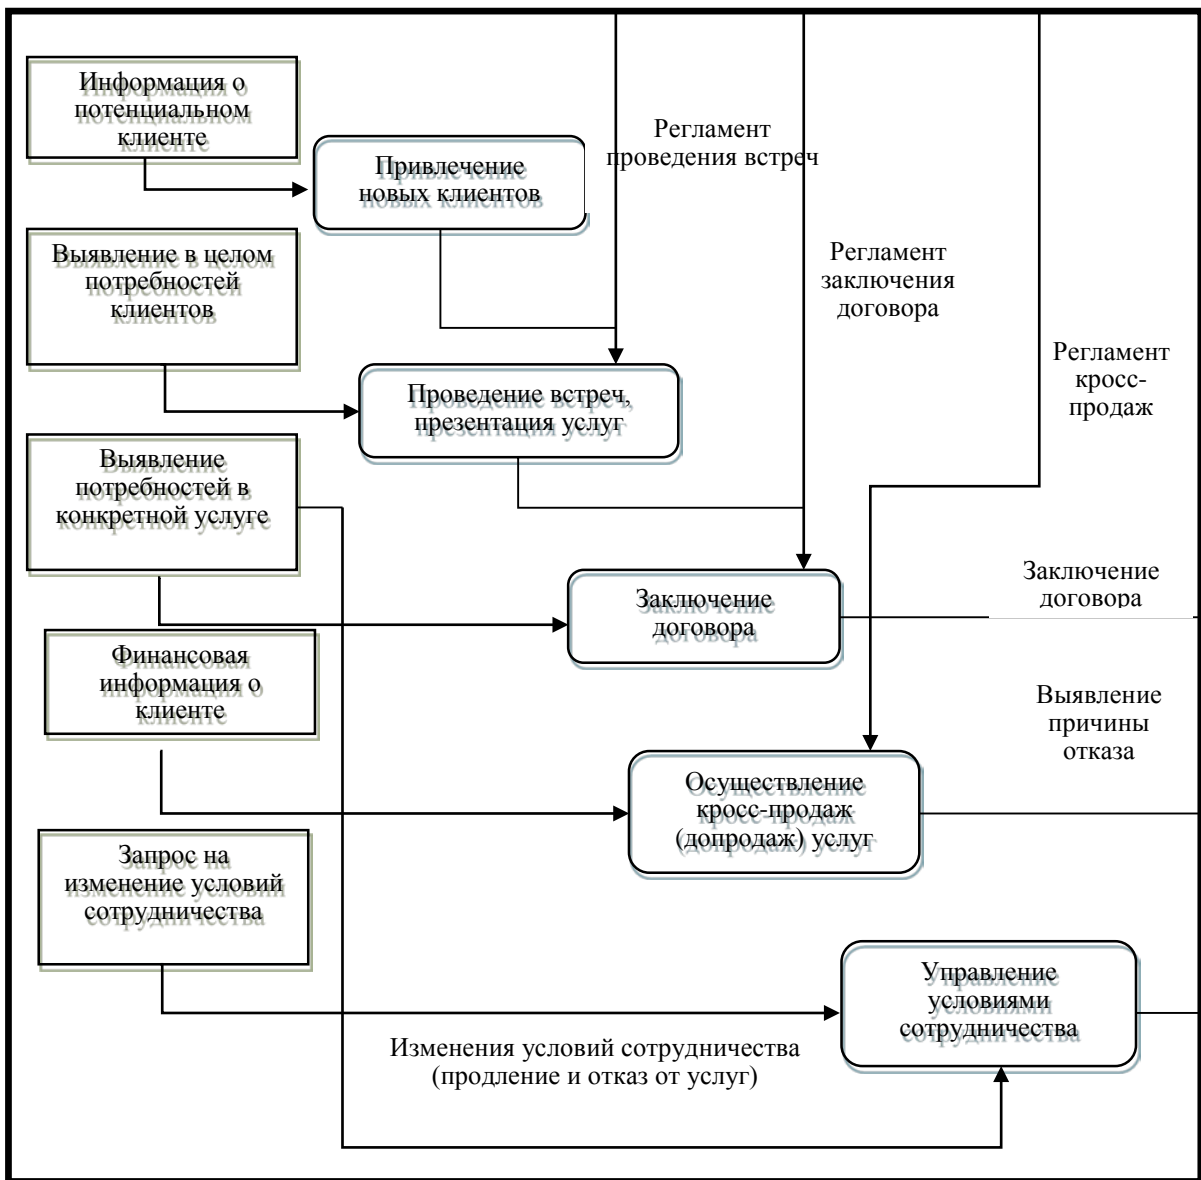 Информация о
потенциальном
клиенте
Привлечение
новых клиентов
Регламент
проведения встреч
Выявление в целом
потребностей
клиентов
Регламент
заключения
договора
Регламент
кросс-
продаж
Проведение встреч,
презентация услуг
Выявление
потребностей в
конкретной услуге
Заключение
договора
Заключение
договора
Финансовая
информация о
клиенте
Выявление
причины
отказа
Осуществление
кросс-продаж
(допродаж) услуг
Запрос на
изменение условий
сотрудничества
Управление
условиями
сотрудничества
Изменения условий сотрудничества
(продление и отказ от услуг)